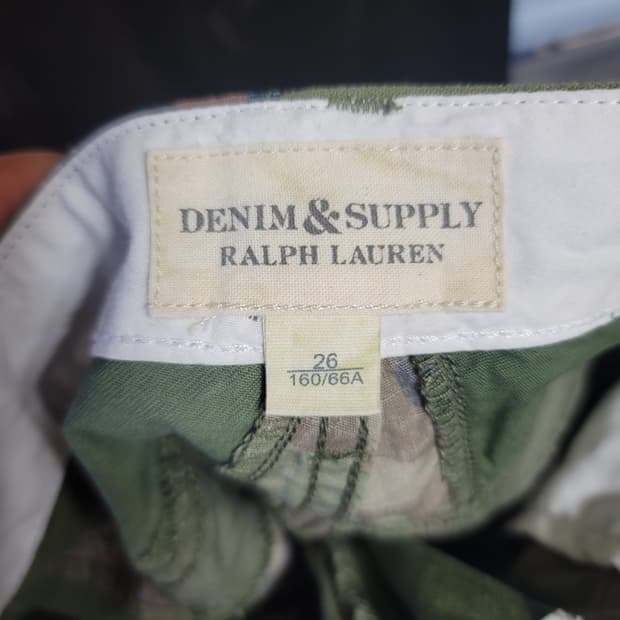 DENIM&SUPPLY
RALPH LAUREN
26
160/66A